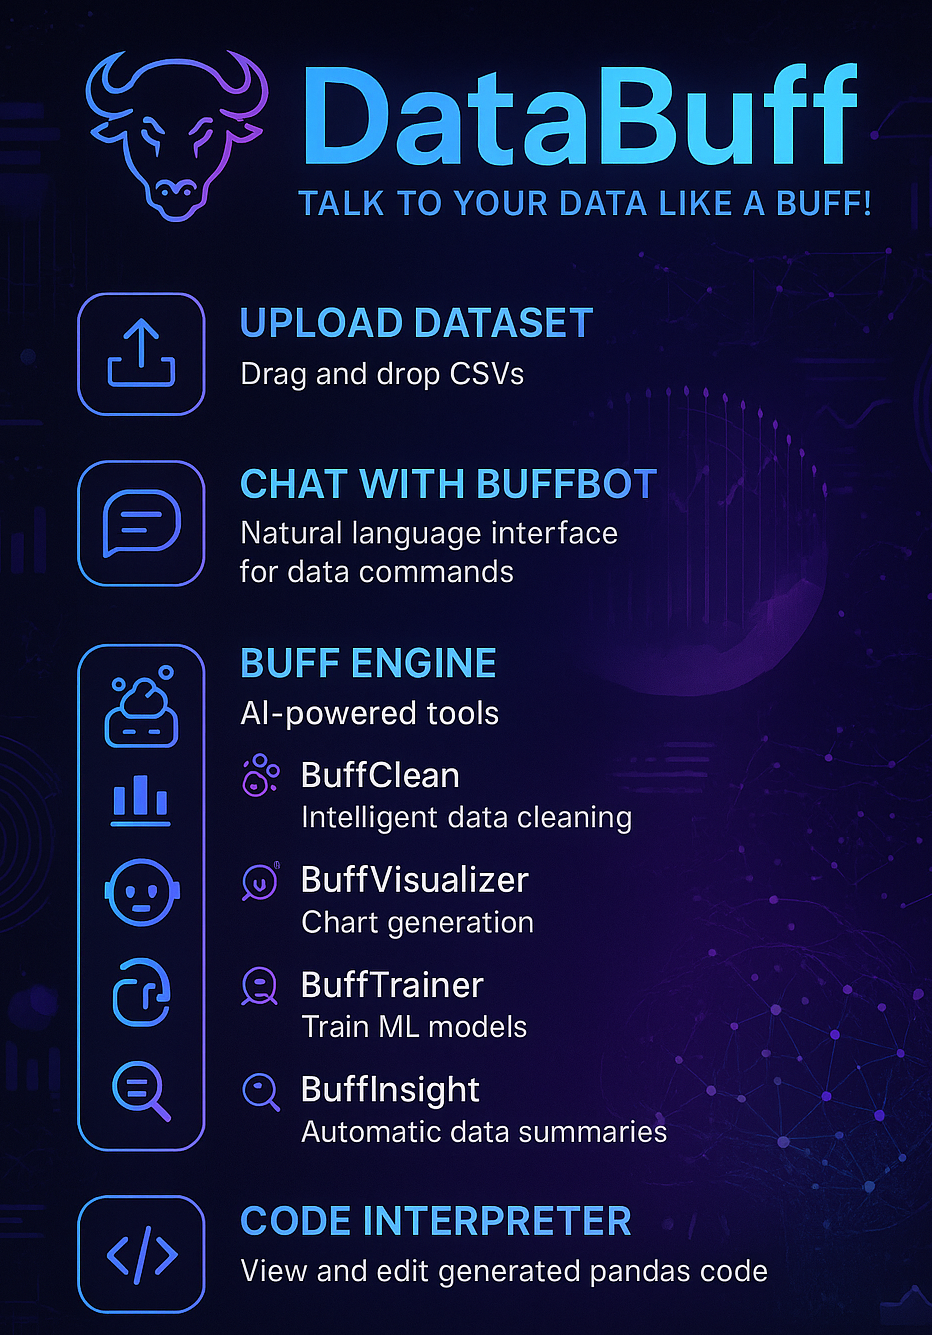 DataBuff
TALK TO YOUR DATA LIKE A BUFF!
UPLOAD DATASET
Drag and drop CSVs
CHAT WITH BUFFBOT
Natural language interface
for data commands
BUFF ENGINE
AI-powered tools
BuffClean
Intelligent data cleaning
BuffVisualizer
Chart generation
BuffTrainer
Train ML models
BuffInsight
Automatic data summaries
CODE INTERPRETER
View and edit generated pandas code